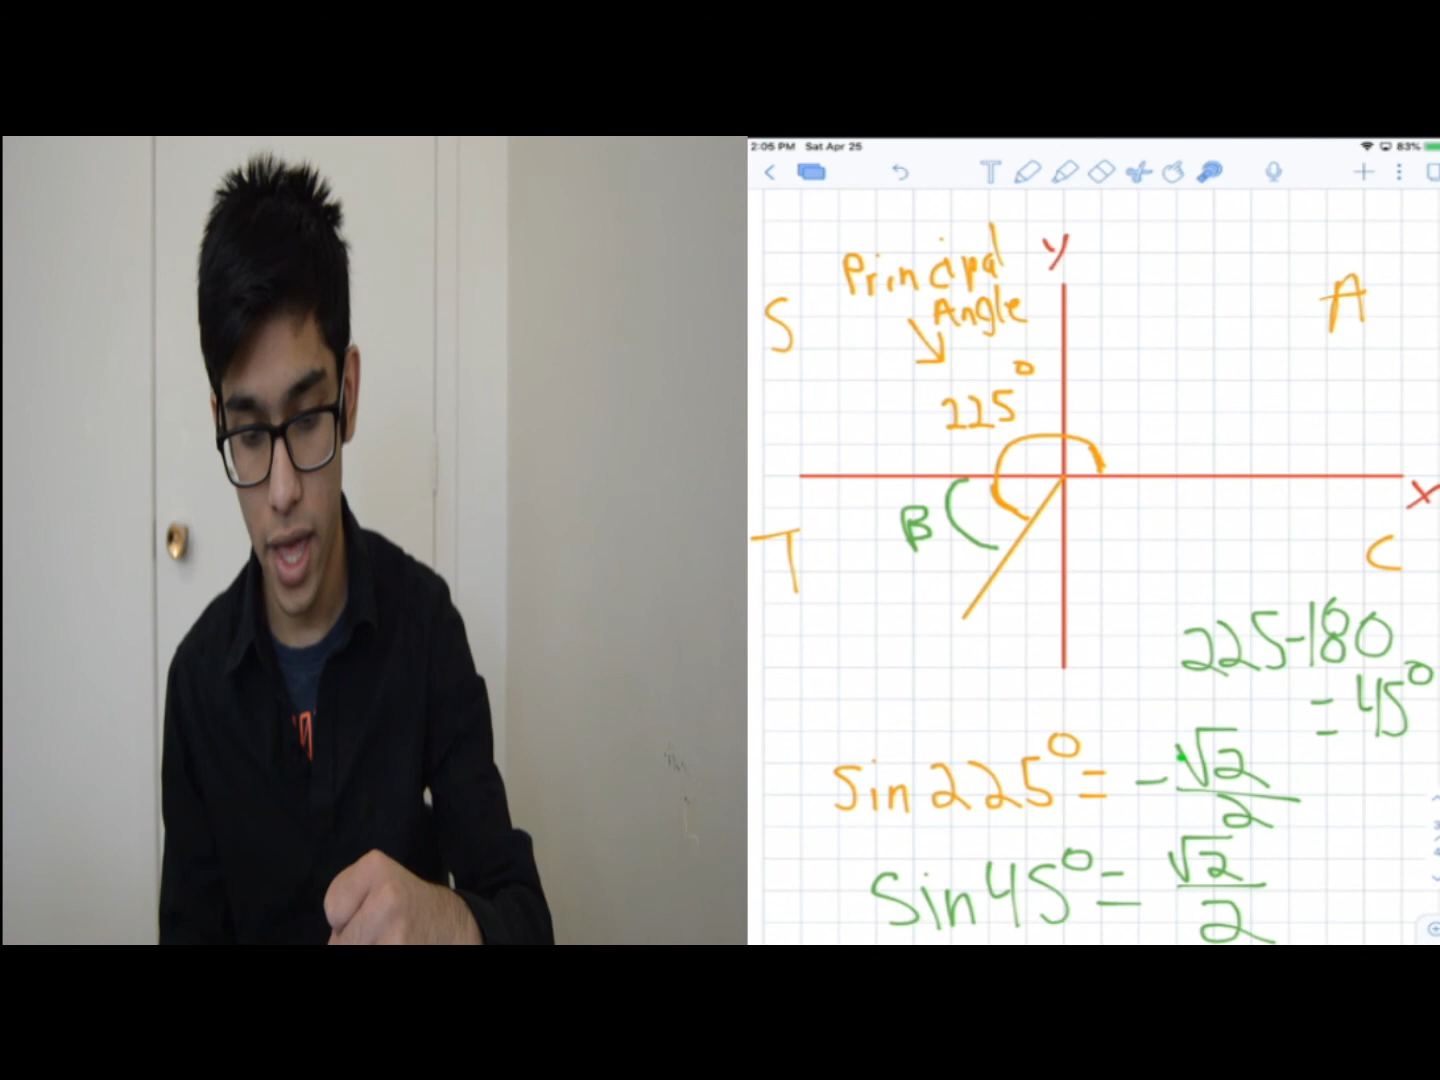 2:05 PM Sat Apr 25
83%
T
y
Principal
Angle
S
A
225°
x
B
T
C
225-180
= 45°
sin 225° = -√2/2
Sin 45° = √2/2